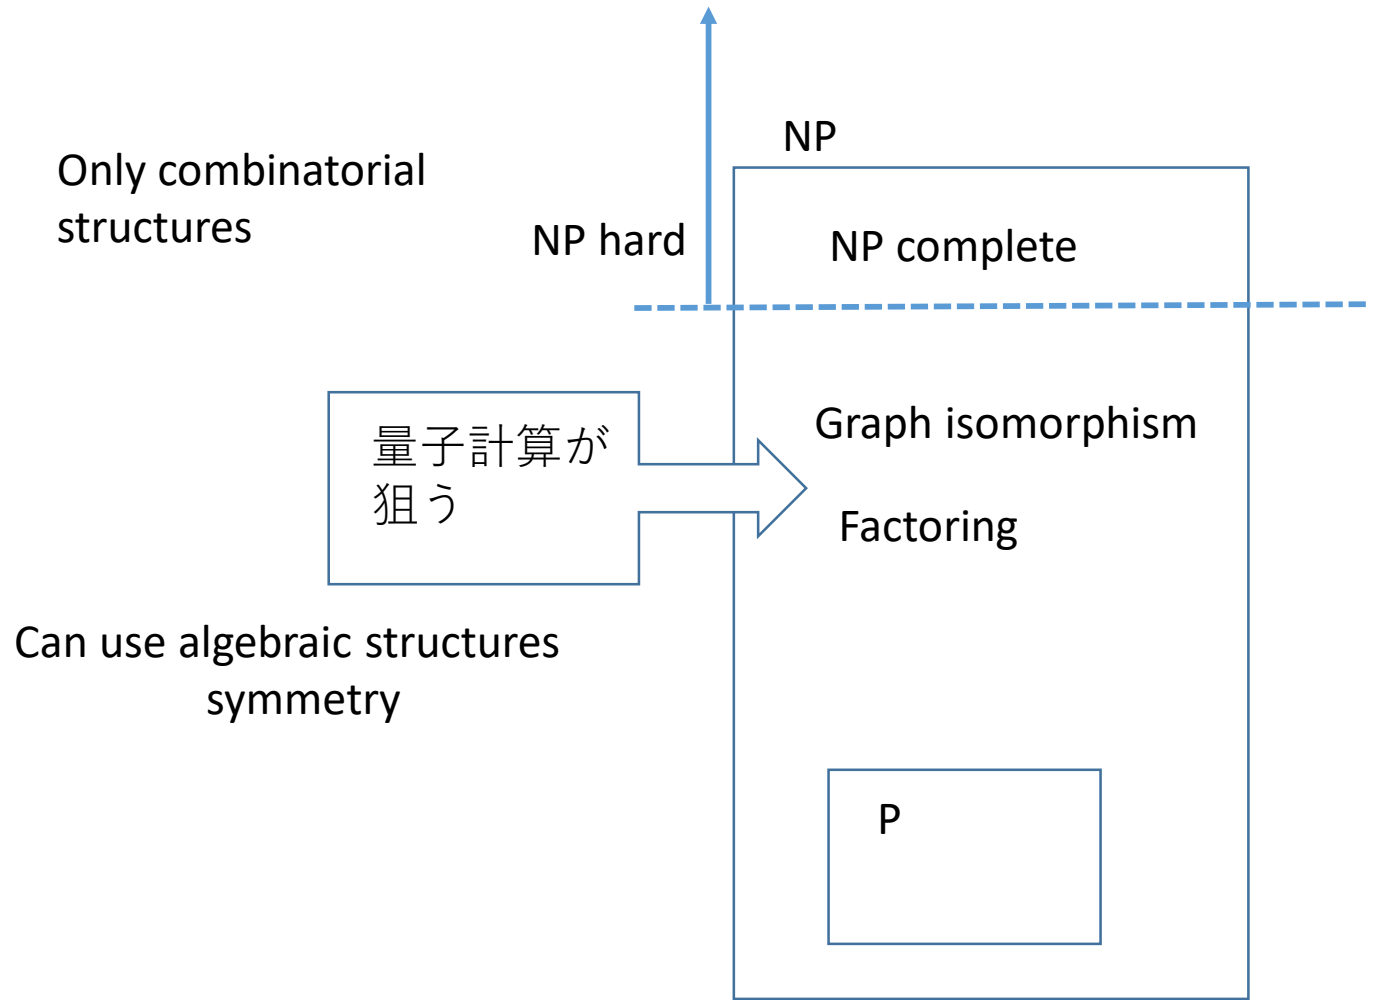 NP
Only combinatorial
structures
NP hard
NP complete
Graph isomorphism
量子計算が
狙う
Factoring
Can use algebraic structures
symmetry
P